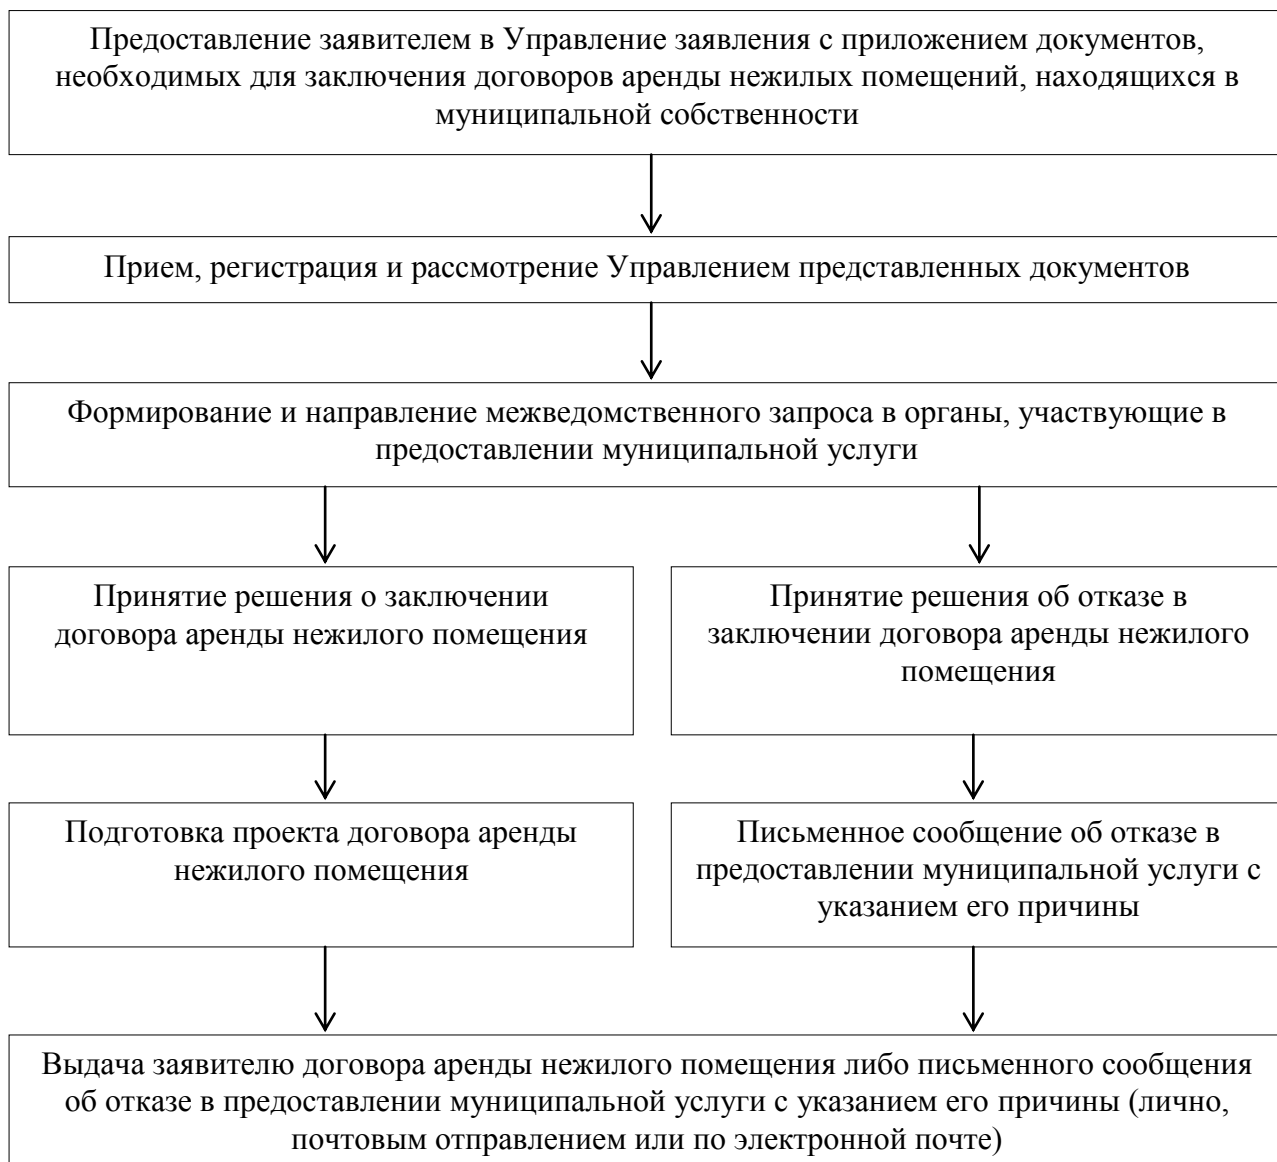 Предоставление заявителем в Управление заявления с приложением документов,
необходимых для заключения договоров аренды нежилых помещений, находящихся в
муниципальной собственности
Прием, регистрация и рассмотрение Управлением представленных документов
Формирование и направление межведомственного запроса в органы, участвующие в
предоставлении муниципальной услуги
Принятие решения о заключении
договора аренды нежилого помещения
Принятие решения об отказе в
заключении договора аренды нежилого
помещения
Подготовка проекта договора аренды
нежилого помещения
Письменное сообщение об отказе в
предоставлении муниципальной услуги с
указанием его причины
Выдача заявителю договора аренды нежилого помещения либо письменного сообщения
об отказе в предоставлении муниципальной услуги с указанием его причины (лично,
почтовым отправлением или по электронной почте)